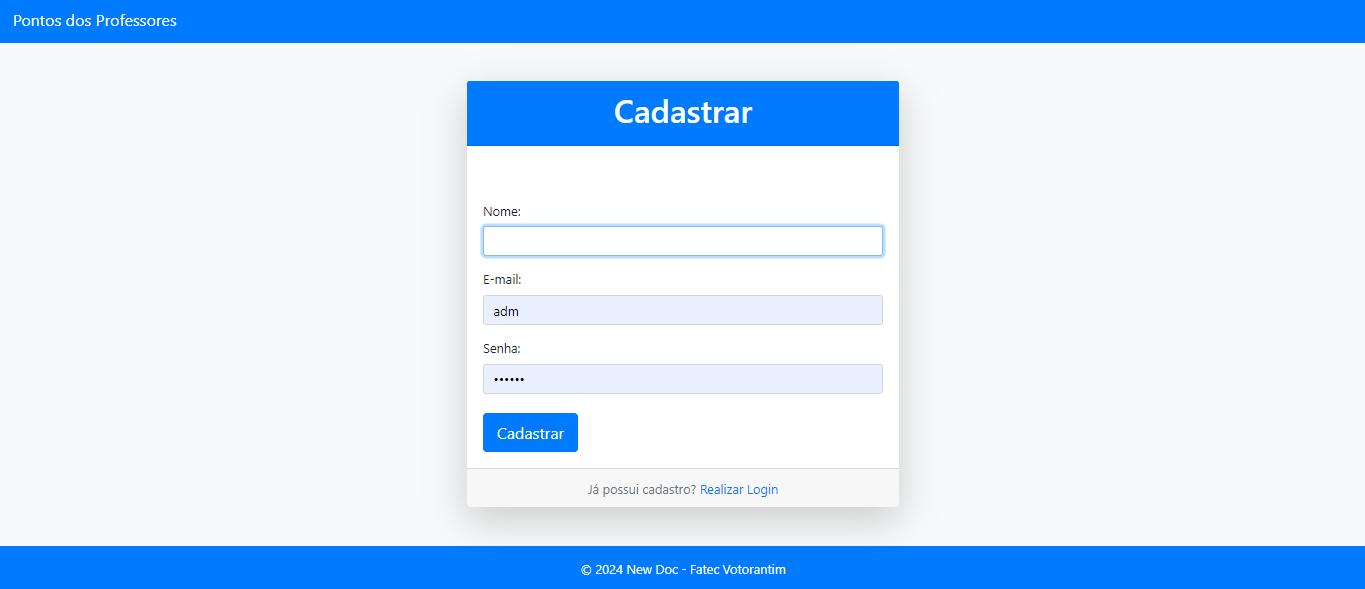 Pontos dos Professores
Cadastrar
Nome:
E-mail:
adm
Senha:
••••••
Cadastrar
Já possui cadastro? Realizar Login
© 2024 New Doc - Fatec Votorantim